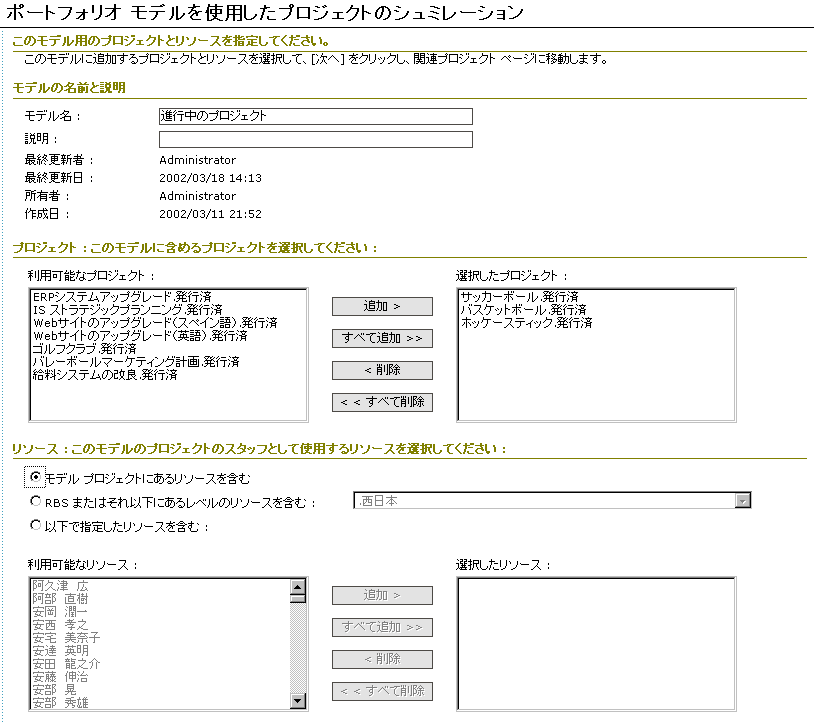 ポートフォリオ モデルを使用したプロジェクトのシュミレーション
このモデル用のプロジェクトとリソースを指定してください。
このモデルに追加するプロジェクトとリソースを選択して、[次へ] をクリックし、関連プロジェクト ページに移動します。
モデルの名前と説明
モデル名： 進行中のプロジェクト
説明：
最終更新者： Administrator
最終更新日： 2002/03/18 14:13
所有者： Administrator
作成日： 2002/03/11 21:52
プロジェクト：このモデルに含めるプロジェクトを選択してください：
利用可能なプロジェクト：
ERPシステムアップグレード.発行済
IS ストラテジックプランニング.発行済
Webサイトのアップグレード（スペイン語）.発行済
Webサイトのアップグレード（英語）.発行済
ゴルフクラブ.発行済
バレーボールマーケティング計画.発行済
給料システムの改良.発行済
追加 >
すべて追加 >>
< 削除
< < すべて削除
選択したプロジェクト：
サッカーボール.発行済
バスケットボール.発行済
ホッケースティック.発行済
リソース：このモデルのプロジェクトのスタッフとして使用するリソースを選択してください：
モデル プロジェクトにあるリソースを含む
RBS またはそれ以下にあるレベルのリソースを含む： .西日本
以下で指定したリソースを含む：
利用可能なリソース：
阿久津 広
阿部 直樹
安岡 潤一
安西 孝之
安宅 美奈子
安達 英明
安田 龍之介
安藤 伸治
安部 晃
安部 秀雄
追加 >
すべて追加 >>
< 削除
< < すべて削除
選択したリソース：